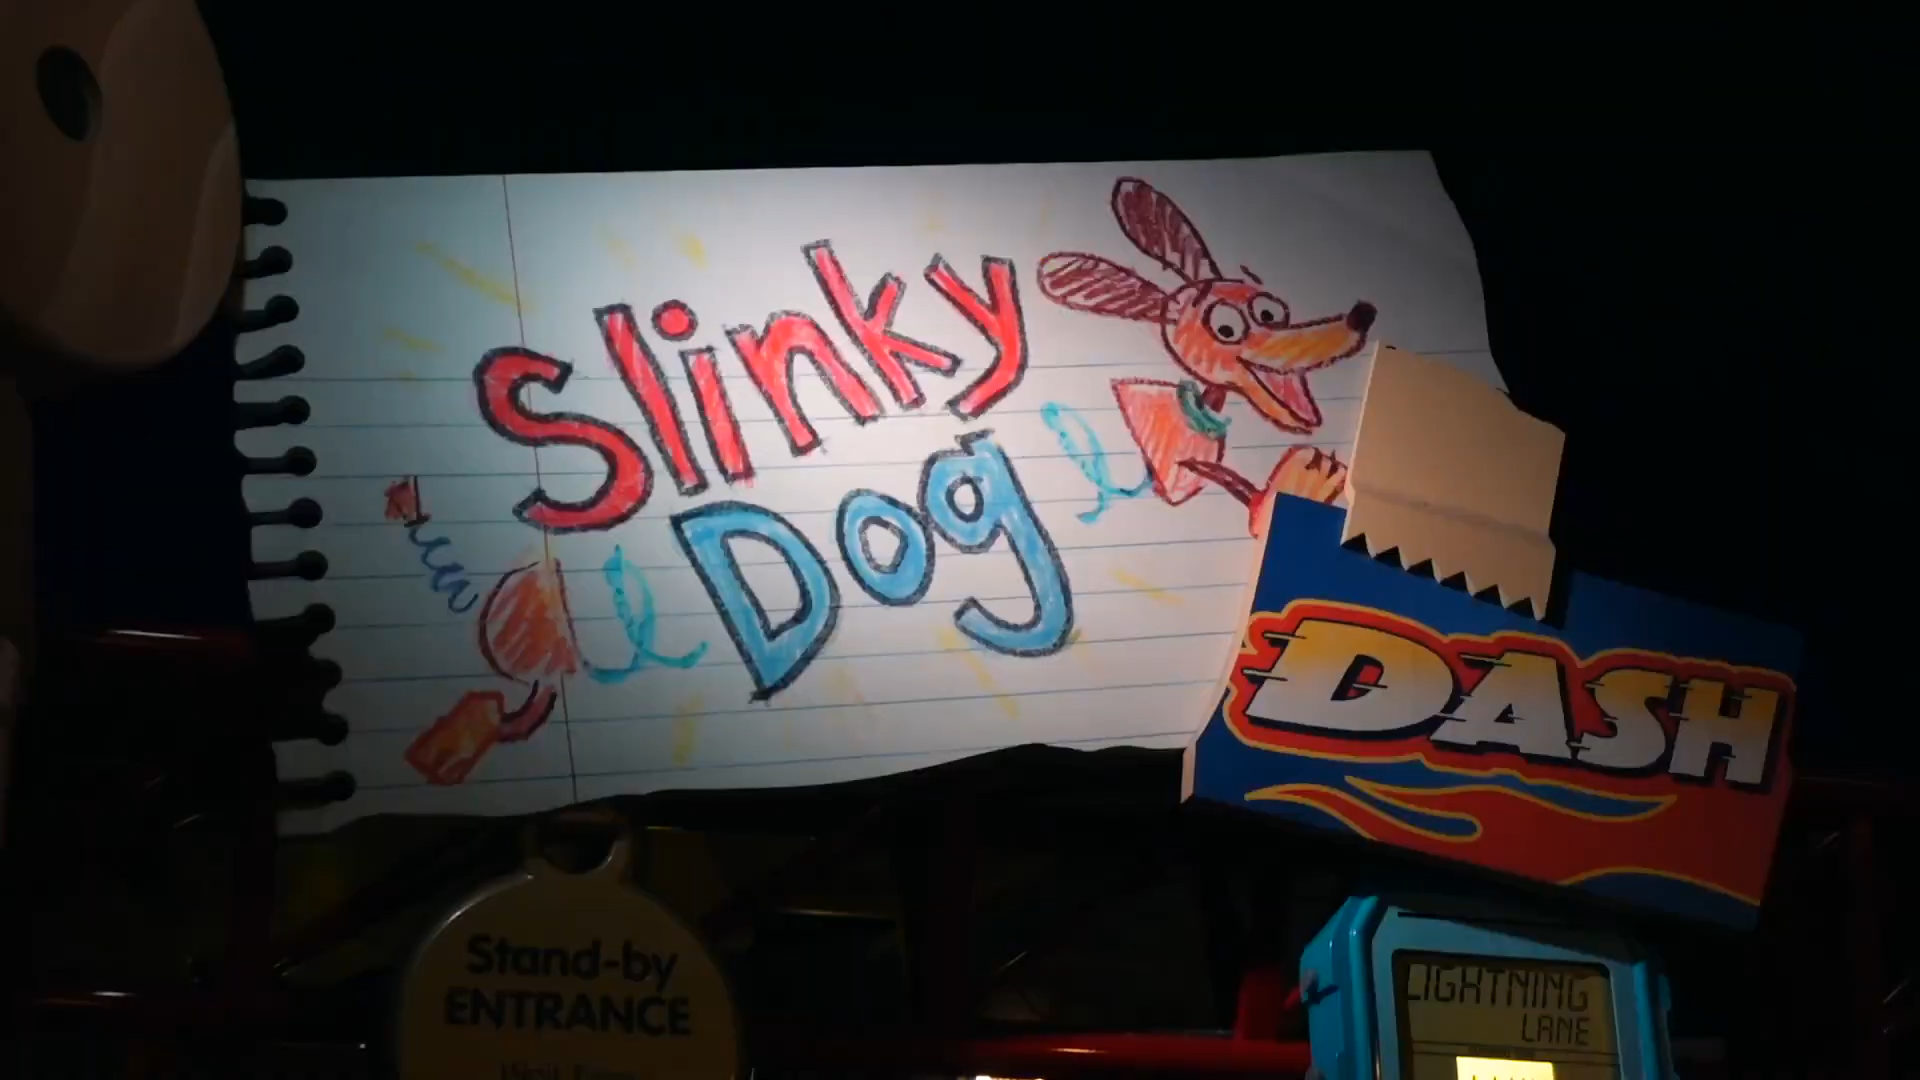 Slinky
Dog
DASH
Stand-by
ENTRANCE
LIGHTNING
LANE